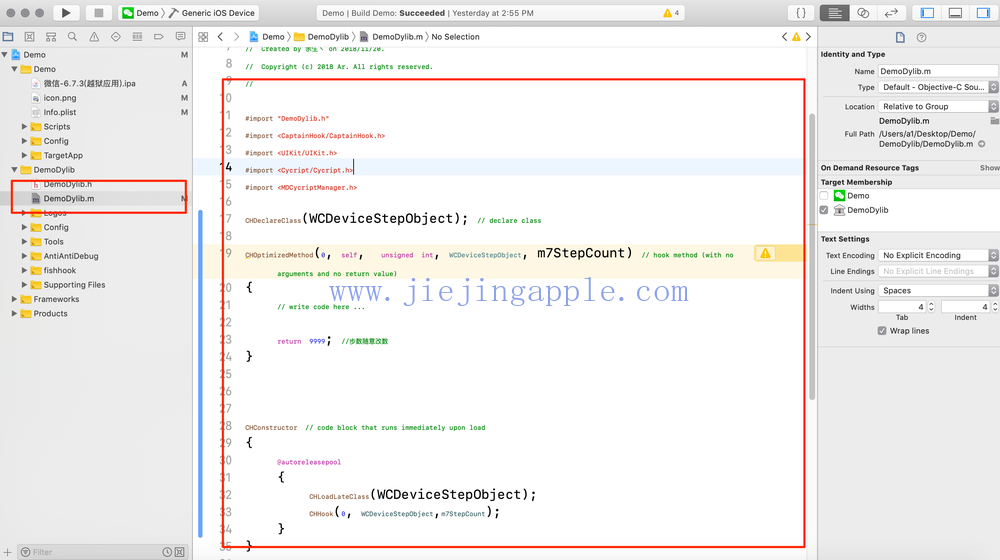 Demo
Generic iOS Device
Demo | Build Demo: Succeeded | Yesterday at 2:55 PM
4
Demo
DemoDylib
DemoDylib.m
No Selection
Demo M
Demo
微信-6.7.3(越狱应用).ipa A
icon.png M
Info.plist M
Scripts
Config
TargetApp
DemoDylib
DemoDylib.h
DemoDylib.m M
Logos
Config
Tools
AntiAntiDebug
fishhook
Supporting Files
Frameworks
Products
Filter
7 // Created by 余生丶 on 2018/11/20.
8 // Copyright (c) 2018 Ar. All rights reserved.
9 //
10
11 #import "DemoDylib.h"
12 #import <CaptainHook/CaptainHook.h>
13 #import <UIKit/UIKit.h>
14 #import <Cycript/Cycript.h>
15 #import <MDCycriptManager.h>
16
17 CHDeclareClass(WCDeviceStepObject); // declare class
18
19 CHOptimizedMethod(0, self, unsigned int, WCDeviceStepObject, m7StepCount) // hook method (with no
arguments and no return value)
20 {
www.jiejingapple.com
21 // write code here ...
22
23 return 9999; //步数随意改数
24 }
25
26
27
28 CHConstructor // code block that runs immediately upon load
29 {
30 @autoreleasepool
31 {
32 CHLoadLateClass(WCDeviceStepObject);
33 CHHook(0, WCDeviceStepObject,m7StepCount);
34 }
35 }
Identity and Type
Name DemoDylib.m
Type Default - Objective-C Sou...
Location Relative to Group
DemoDylib.m
Full Path /Users/a1/Desktop/Demo/
DemoDylib/DemoDylib.m
On Demand Resource Tags Show
Target Membership
Demo
DemoDylib
Text Settings
Text Encoding No Explicit Encoding
Line Endings No Explicit Line Endings
Indent Using Spaces
Widths 4 4
Tab Indent
Wrap lines